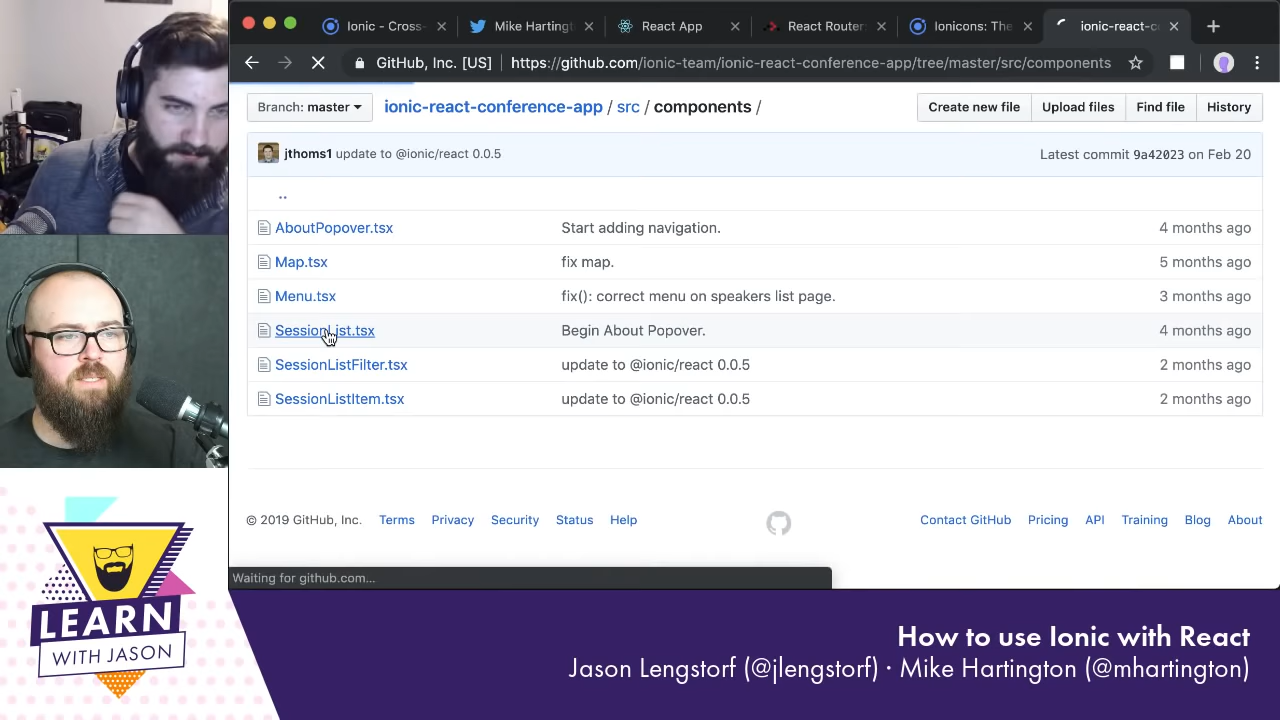 Ionic - Cross-
Mike Harting
React App
React Router
Ionicons: The
ionic-react-c
GitHub, Inc. [US]
https://github.com/ionic-team/ionic-react-conference-app/tree/master/src/components
Branch: master
ionic-react-conference-app / src / components /
Create new file
Upload files
Find file
History
jthoms1 update to @ionic/react 0.0.5
Latest commit 9a42023 on Feb 20
..
AboutPopover.tsx Start adding navigation. 4 months ago
Map.tsx fix map. 5 months ago
Menu.tsx fix(): correct menu on speakers list page. 3 months ago
SessionList.tsx Begin About Popover. 4 months ago
SessionListFilter.tsx update to @ionic/react 0.0.5 2 months ago
SessionListItem.tsx update to @ionic/react 0.0.5 2 months ago
© 2019 GitHub, Inc. Terms Privacy Security Status Help
Contact GitHub Pricing API Training Blog About
Waiting for github.com...
LEARN
WITH JASON
How to use Ionic with React
Jason Lengstorf (@jlengstorf) · Mike Hartington (@mhartington)